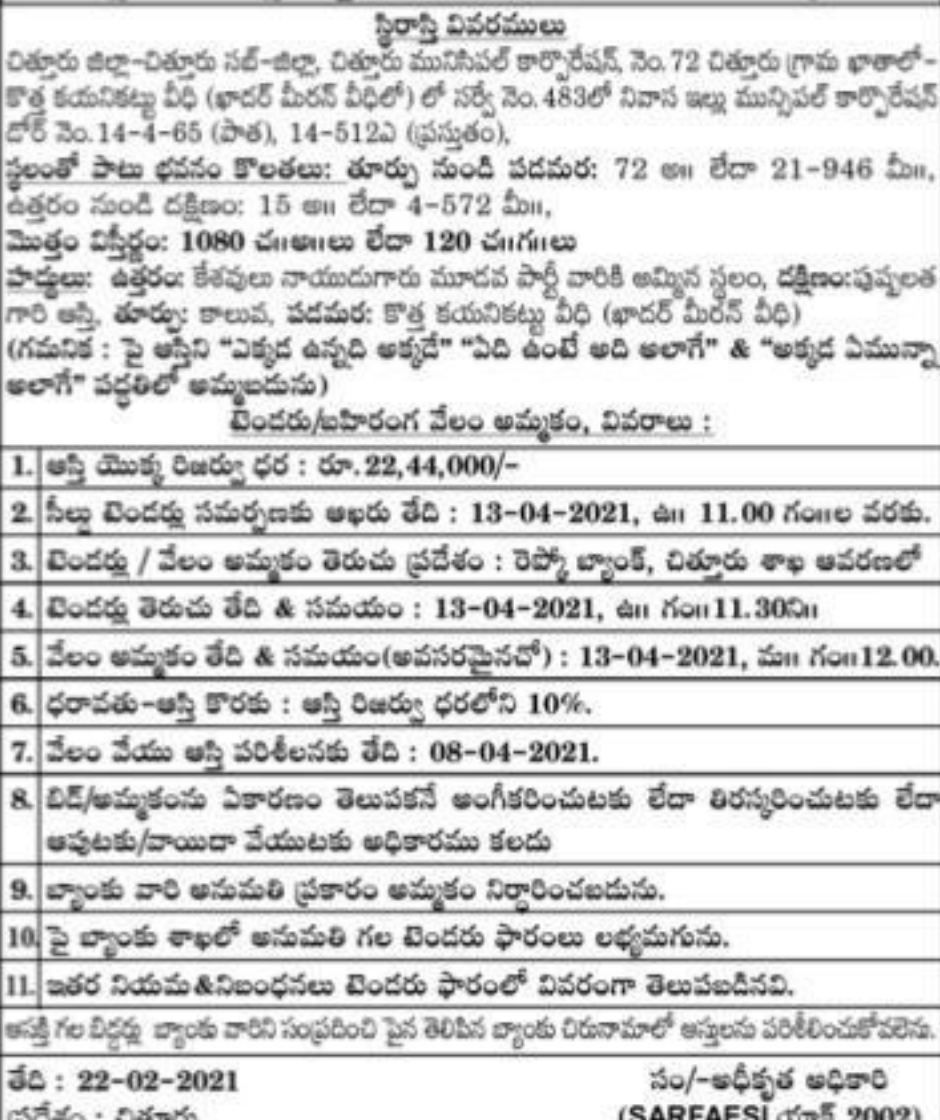 స్థిరాస్తి వివరములు
చిత్తూరు జిల్లా-చిత్తూరు సబ్-జిల్లా, చిత్తూరు మునిసిపల్ కార్పొరేషన్, నెం.72 చిత్తూరు గ్రామ ఖాతాలో-
కొత్త కయనికట్టు వీధి (ఖాదర్ మీరన్ వీధిలో) లో సర్వే నెం.483లో నివాస ఇల్లు మున్సిపల్ కార్పొరేషన్
డోర్ నెం.14-4-65 (పాత), 14-512ఎ (ప్రస్తుతం),
స్థలంతో పాటు భవనం కొలతలు: తూర్పు నుండి పడమర: 72 అ॥ లేదా 21-946 మీ॥,
ఉత్తరం నుండి దక్షిణం: 15 అ॥ లేదా 4-572 మీ॥,
మొత్తం విస్తీర్ణం: 1080 చ॥అ॥లు లేదా 120 చ॥గ॥లు
హద్దులు: ఉత్తరం: కేశవులు నాయుడుగారు మూడవ పార్టీ వారికి అమ్మిన స్థలం, దక్షిణం:పుష్పలత
గారి ఆస్తి, తూర్పు: కాలువ, పడమర: కొత్త కయనికట్టు వీధి (ఖాదర్ మీరన్ వీధి)
(గమనిక : పై ఆస్తిని "ఎక్కడ ఉన్నది అక్కడే" "ఏది ఉంటే అది అలాగే" & "అక్కడ ఏమున్నా
అలాగే" పద్ధతిలో అమ్మబడును)
టెండరు/బహిరంగ వేలం అమ్మకం, వివరాలు :
1. ఆస్తి యొక్క రిజర్వు ధర : రూ.22,44,000/-
2. సీల్డు టెండర్లు సమర్పణకు ఆఖరు తేది : 13-04-2021, ఉ॥ 11.00 గం॥ల వరకు.
3. టెండర్లు / వేలం అమ్మకం తెరుచు ప్రదేశం : రెప్కో బ్యాంక్, చిత్తూరు శాఖ ఆవరణలో
4. టెండర్లు తెరుచు తేది & సమయం : 13-04-2021, ఉ॥ గం॥11.30ని॥
5. వేలం అమ్మకం తేది & సమయం(అవసరమైనచో) : 13-04-2021, మ॥ గం॥12.00.
6. ధరావతు-ఆస్తి కొరకు : ఆస్తి రిజర్వు ధరలోని 10%.
7. వేలం వేయు ఆస్తి పరిశీలనకు తేది : 08-04-2021.
8. బిడ్/అమ్మకంను ఏకారణం తెలుపకనే అంగీకరించుటకు లేదా తిరస్కరించుటకు లేదా
ఆపుటకు/వాయిదా వేయుటకు అధికారము కలదు
9. బ్యాంకు వారి అనుమతి ప్రకారం అమ్మకం నిర్ధారించబడును.
10. పై బ్యాంకు శాఖలో అనుమతి గల టెండరు ఫారంలు లభ్యమగును.
11. ఇతర నియమ&నిబంధనలు టెండరు ఫారంలో వివరంగా తెలుపబడినవి.
ఆసక్తి గల బిడ్డర్లు బ్యాంకు వారిని సంప్రదించి పైన తెలిపిన బ్యాంకు చిరునామాలో ఆస్తులను పరిశీలించుకోవలెను.
తేది : 22-02-2021
సం/-అధీకృత అధికారి
ప్రదేశం : చిత్తూరు
(SARFAESI యాక్ట్ 2002)